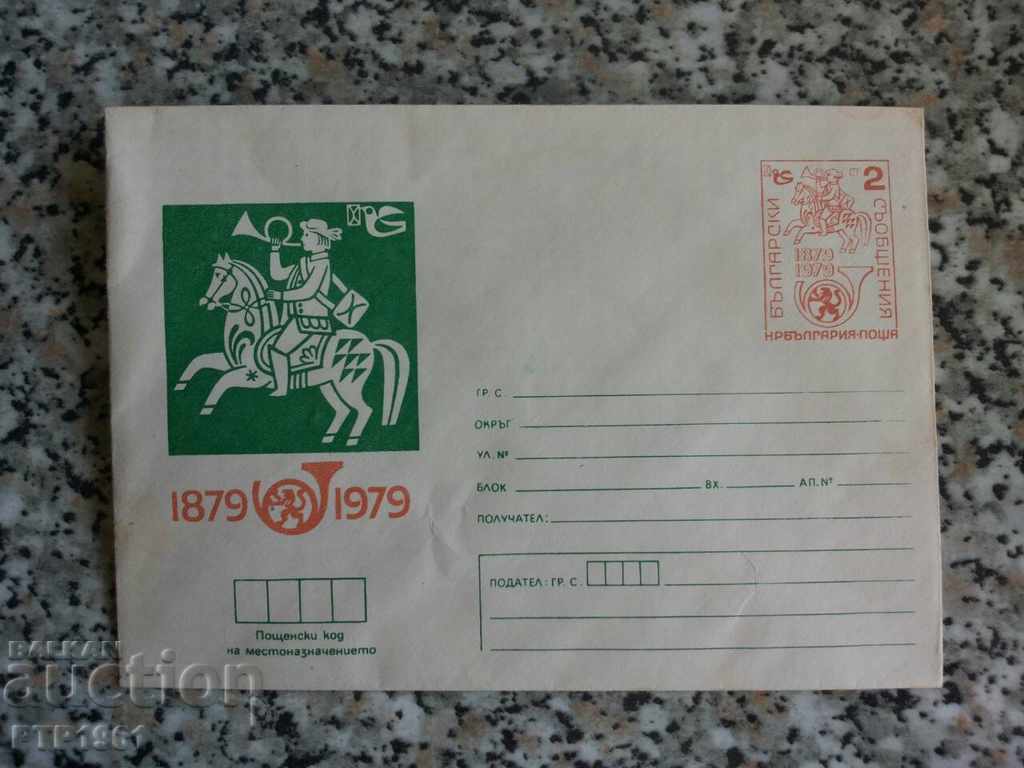 СТ 2
БЪЛГАРСКИ
СЪОБЩЕНИЯ
1879
1979
НРБЪЛГАРИЯ·ПОЩА
1879 1979
ГР. С.
ОКРЪГ
УЛ. №
БЛОК ВХ. АП. №
ПОЛУЧАТЕЛ:
ПОДАТЕЛ: ГР. С.
Пощенски код
на местоназначението
BALKAN
auction
PTP1961